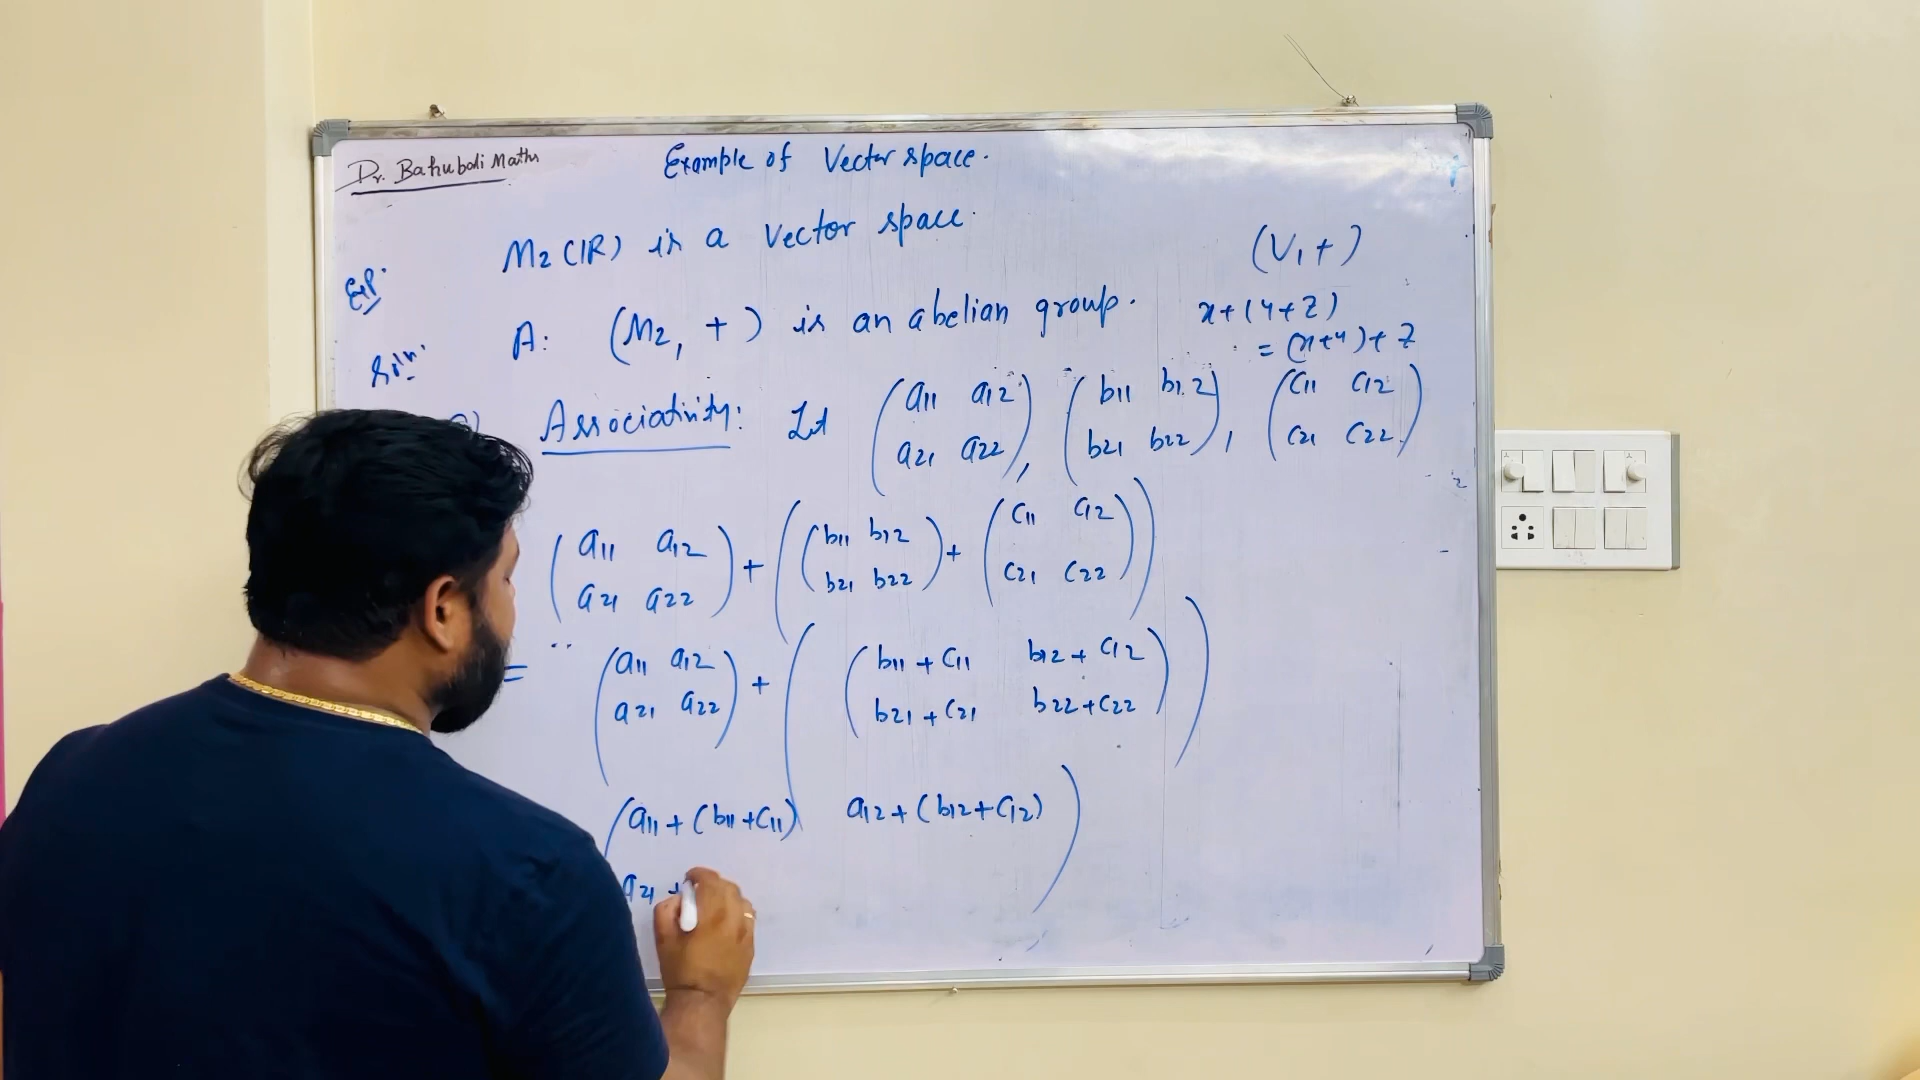 Dr. Bahubali Maths
Example of Vector space.
Exp. M2 (IR) is a Vector space.
(V, +)
Soln. A: (M2, +) is an abelian group.
x+(y+z)
= (x+y)+z
Associativity: Let (a11 a12 a21 a22), (b11 b12 b21 b22), (c11 c12 c21 c22)
(a11 a12 a21 a22) + ((b11 b12 b21 b22) + (c11 c12 c21 c22))
= (a11 a12 a21 a22) + ((b11+c11 b12+c12 b21+c21 b22+c22))
(a11+(b11+c11) a12+(b12+c12)
a21 +